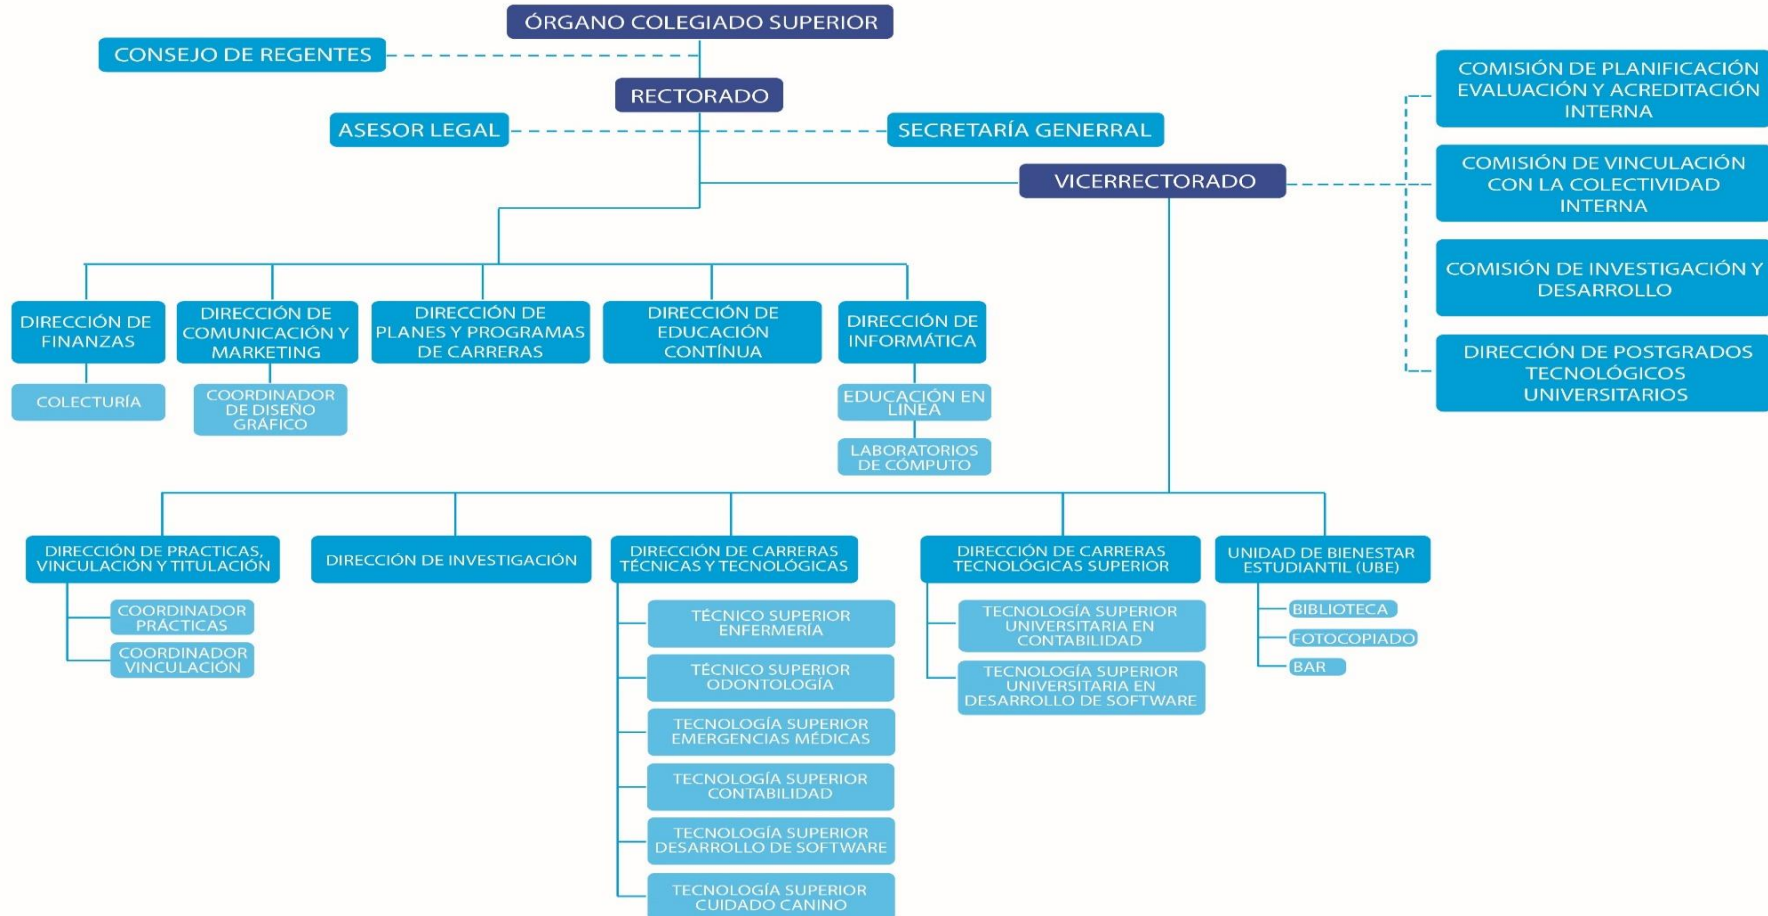 ÓRGANO COLEGIADO SUPERIOR
CONSEJO DE REGENTES
RECTORADO
ASESOR LEGAL
SECRETARÍA GENERRAL
VICERRECTORADO
COMISIÓN DE PLANIFICACIÓN
EVALUACIÓN Y ACREDITACIÓN
INTERNA
COMISIÓN DE VINCULACIÓN
CON LA COLECTIVIDAD
INTERNA
COMISIÓN DE INVESTIGACIÓN Y
DESARROLLO
DIRECCIÓN DE POSTGRADOS
TECNOLÓGICOS
UNIVERSITARIOS
DIRECCIÓN DE
FINANZAS
COLECTURÍA
DIRECCIÓN DE
COMUNICACIÓN Y
MARKETING
COORDINADOR
DE DISEÑO
GRÁFICO
DIRECCIÓN DE
PLANES Y PROGRAMAS
DE CARRERAS
DIRECCIÓN DE
EDUCACIÓN
CONTÍNUA
DIRECCIÓN DE
INFORMÁTICA
EDUCACIÓN EN
LÍNEA
LABORATORIOS
DE CÓMPUTO
DIRECCIÓN DE PRACTICAS,
VINCULACIÓN Y TITULACIÓN
COORDINADOR
PRÁCTICAS
COORDINADOR
VINCULACIÓN
DIRECCIÓN DE INVESTIGACIÓN
DIRECCIÓN DE CARRERAS
TÉCNICAS Y TECNOLÓGICAS
TÉCNICO SUPERIOR
ENFERMERÍA
TÉCNICO SUPERIOR
ODONTOLOGÍA
TECNOLOGÍA SUPERIOR
EMERGENCIAS MÉDICAS
TECNOLOGÍA SUPERIOR
CONTABILIDAD
TECNOLOGÍA SUPERIOR
DESARROLLO DE SOFTWARE
TECNOLOGÍA SUPERIOR
CUIDADO CANINO
DIRECCIÓN DE CARRERAS
TECNOLÓGICAS SUPERIOR
TECNOLOGÍA SUPERIOR
UNIVERSITARIA EN
CONTABILIDAD
TECNOLOGÍA SUPERIOR
UNIVERSITARIA EN
DESARROLLO DE SOFTWARE
UNIDAD DE BIENESTAR
ESTUDIANTIL (UBE)
BIBLIOTECA
FOTOCOPIADO
BAR